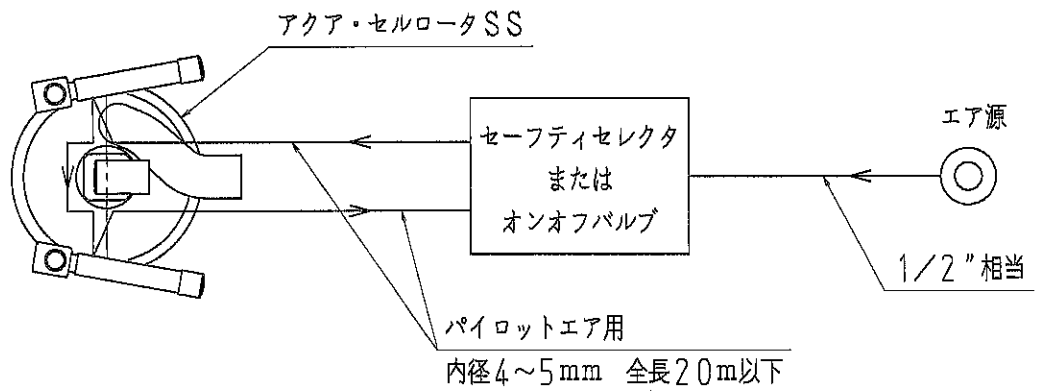 アクア・セルロータSS
エア源
セーフティセレクタ
または
オンオフバルブ
1/2"相当
パイロットエア用
内径4~5mm 全長20m以下